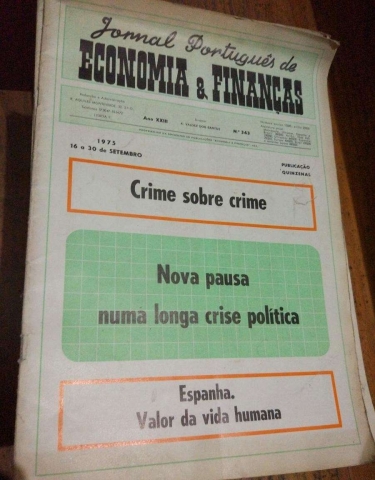 Jornal Português de
ECONOMIA & FINANÇAS
Ano XXIII
N.º 343
1975
16 a 30 de SETEMBRO
PUBLICAÇÃO
QUINZENAL
Crime sobre crime
Nova pausa
numa longa crise política
Espanha.
Valor da vida humana